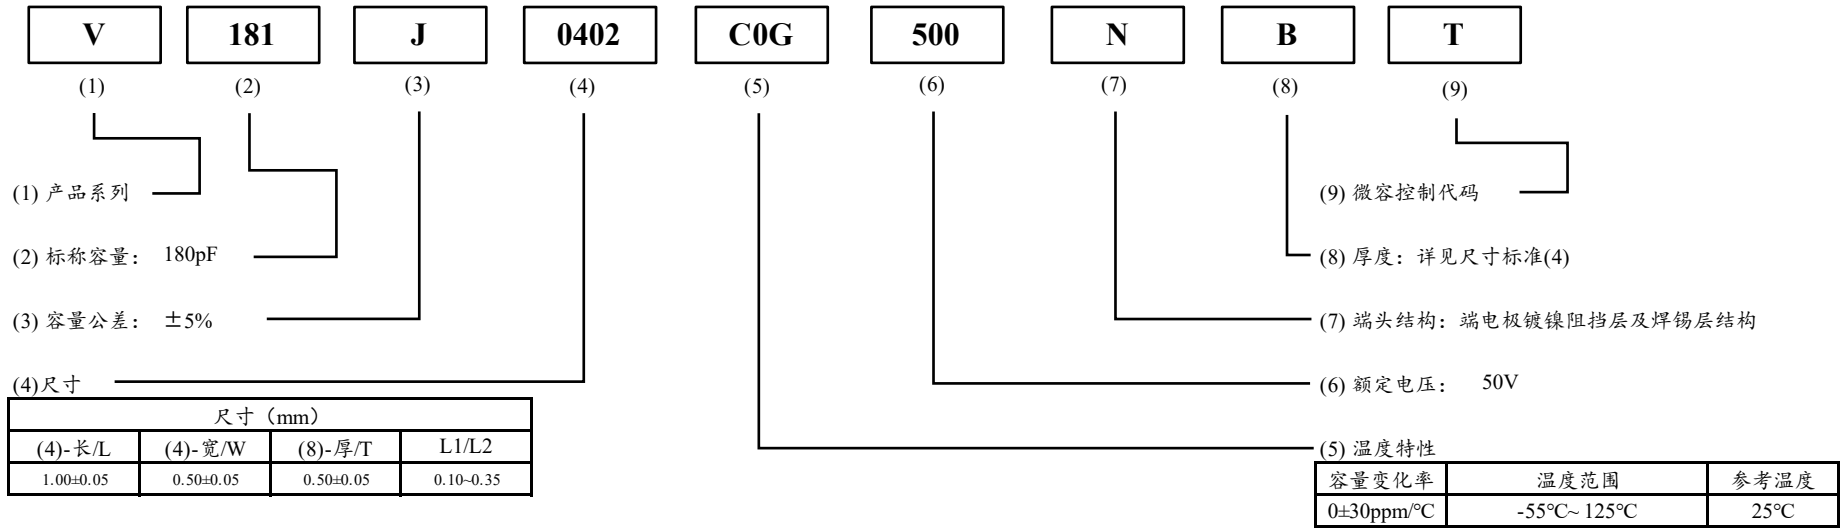 V 181 J 0402 C0G 500 N B T
(1) (2) (3) (4) (5) (6) (7) (8) (9)
(1) 产品系列
(9) 微容控制代码
(2) 标称容量： 180pF
(8) 厚度：详见尺寸标准(4)
(3) 容量公差： ±5%
(7) 端头结构：端电极镀镍阻挡层及焊锡层结构
(4)尺寸
(6) 额定电压： 50V
尺寸（mm）
(4)-长/L (4)-宽/W (8)-厚/T L1/L2
1.00±0.05 0.50±0.05 0.50±0.05 0.10~0.35
(5) 温度特性
容量变化率 温度范围 参考温度
0±30ppm/℃ -55℃~ 125℃ 25℃